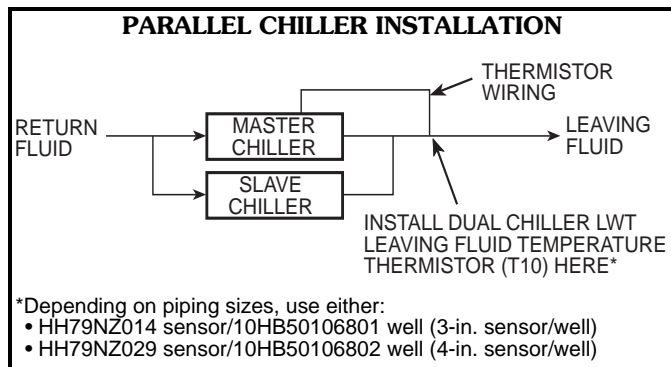 PARALLEL CHILLER INSTALLATION
THERMISTOR
WIRING
RETURN
FLUID
MASTER
CHILLER
LEAVING
FLUID
SLAVE
CHILLER
INSTALL DUAL CHILLER LWT
LEAVING FLUID TEMPERATURE
THERMISTOR (T10) HERE*
*Depending on piping sizes, use either:
• HH79NZ014 sensor/10HB50106801 well (3-in. sensor/well)
• HH79NZ029 sensor/10HB50106802 well (4-in. sensor/well)